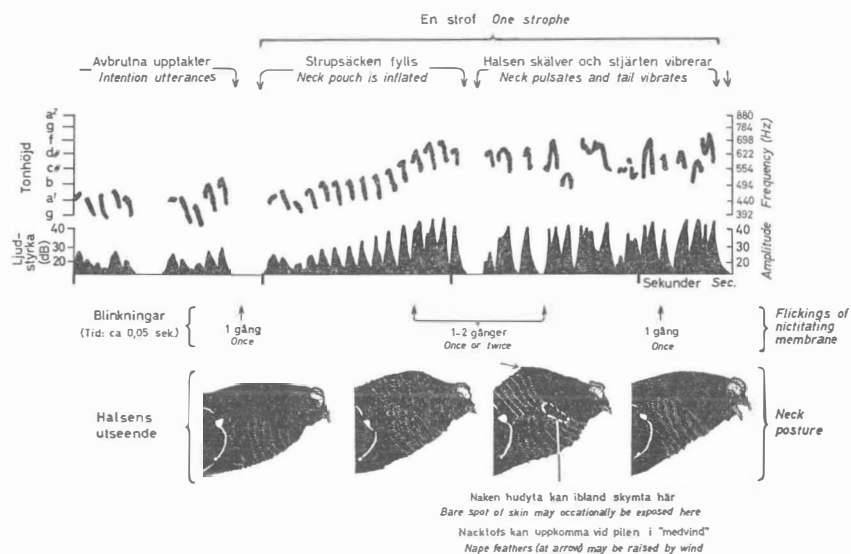 En strof One strophe
Avbrutna upptakter
Intention utterances
Strupsäcken fylls
Neck pouch is inflated
Halsen skälver och stjärten vibrerar
Neck pulsates and tail vibrates
Tonhöjd
a²
g
f
d#
c#
b
a¹
g
880
784
698
622
554
494
440
392
Frequency (Hz)
Ljud-
styrka
(dB)
40
30
20
40
30
20
Amplitude
Sekunder Sec.
Blinkningar
(Tid: ca 0,05 sek.)
1 gång
Once
1-2 gånger
Once or twice
1 gång
Once
Flickings of
nictitating
membrane
Halsens
utseende
Neck
posture
Naken hudyta kan ibland skymta här
Bare spot of skin may occationally be exposed here
Nacktofs kan uppkomma vid pilen i "medvind"
Nape feathers (at arrow) may be raised by wind